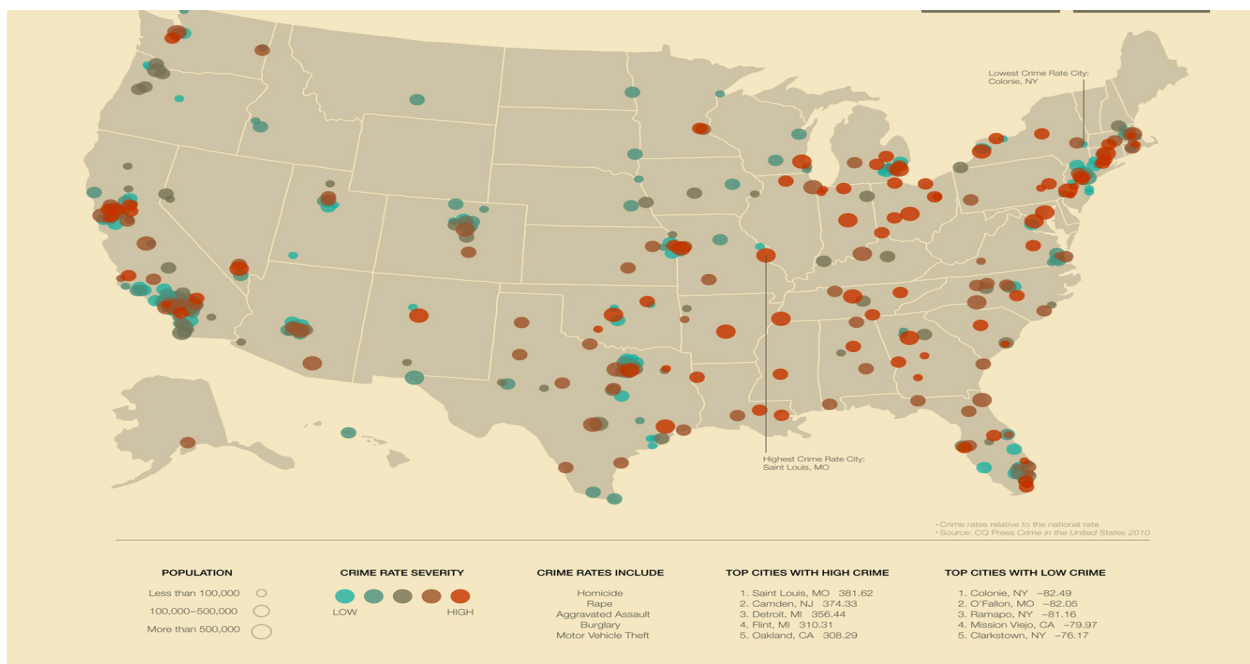 Lowest Crime Rate City:
Colonie, NY
Highest Crime Rate City:
Saint Louis, MO
• Crime rates relative to the national rate
• Source: CQ Press Crime in the United States 2010
POPULATION
Less than 100,000
100,000–500,000
More than 500,000
CRIME RATE SEVERITY
LOW
HIGH
CRIME RATES INCLUDE
Homicide
Rape
Aggravated Assault
Burglary
Motor Vehicle Theft
TOP CITIES WITH HIGH CRIME
1. Saint Louis, MO 381.62
2. Camden, NJ 374.33
3. Detroit, MI 356.44
4. Flint, MI 310.31
5. Oakland, CA 308.29
TOP CITIES WITH LOW CRIME
1. Colonie, NY –82.49
2. O'Fallon, MO –82.05
3. Ramapo, NY –81.16
4. Mission Viejo, CA –79.97
5. Clarkstown, NY –76.17